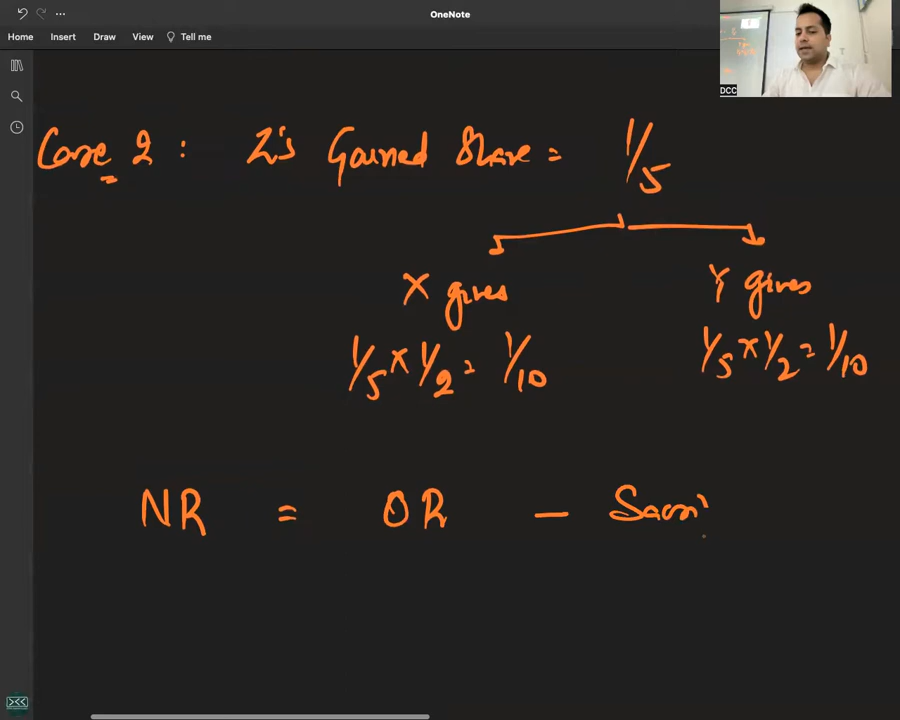 OneNote
Home Insert Draw View Tell me
DCC
Case 2 : Z's Gained Share = 1/5
X gives Y gives
1/5 x 1/2 = 1/10 1/5 x 1/2 = 1/10
NR = OR — Sacri